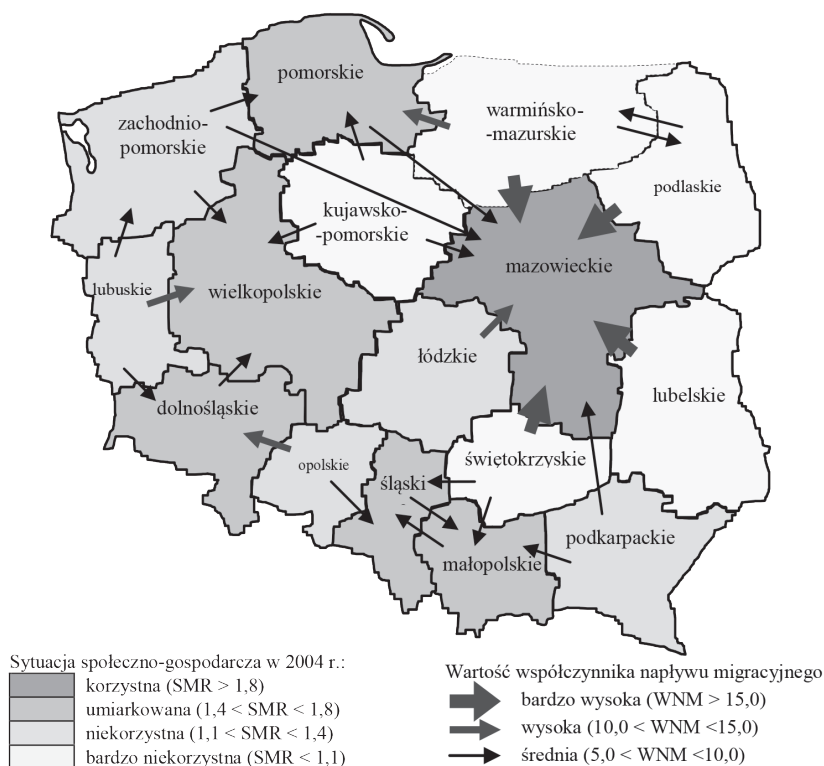 pomorskie
zachodnio-
-pomorskie
warmińsko-
-mazurskie
podlaskie
kujawsko-
-pomorskie
lubuskie
wielkopolskie
mazowieckie
łódzkie
lubelskie
dolnośląskie
opolskie
śląski
świętokrzyskie
małopolskie
podkarpackie
Sytuacja społeczno-gospodarcza w 2004 r.:
korzystna (SMR > 1,8)
umiarkowana (1,4 < SMR < 1,8)
niekorzystna (1,1 < SMR < 1,4)
bardzo niekorzystna (SMR < 1,1)
Wartość współczynnika napływu migracyjnego
bardzo wysoka (WNM > 15,0)
wysoka (10,0 < WNM <15,0)
średnia (5,0 < WNM <10,0)